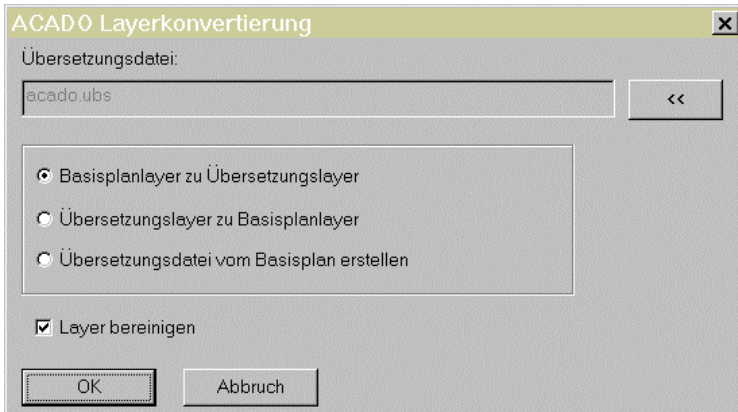 ACADO Layerkonvertierung
Übersetzungsdatei:
acado.ubs
<<
Basisplanlayer zu Übersetzungslayer
Übersetzungslayer zu Basisplanlayer
Übersetzungsdatei vom Basisplan erstellen
Layer bereinigen
OK Abbruch